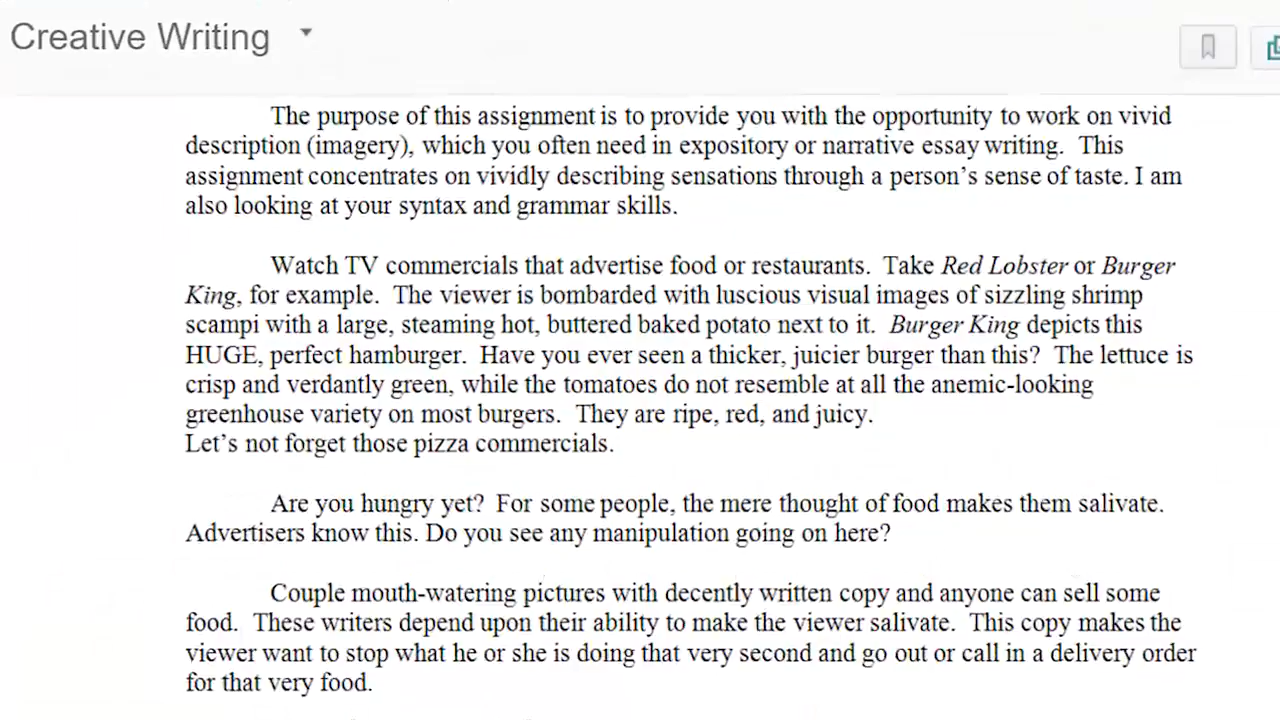 Creative Writing
The purpose of this assignment is to provide you with the opportunity to work on vivid
description (imagery), which you often need in expository or narrative essay writing.  This
assignment concentrates on vividly describing sensations through a person's sense of taste. I am
also looking at your syntax and grammar skills.
Watch TV commercials that advertise food or restaurants.  Take Red Lobster or Burger
King, for example.  The viewer is bombarded with luscious visual images of sizzling shrimp
scampi with a large, steaming hot, buttered baked potato next to it.  Burger King depicts this
HUGE, perfect hamburger.  Have you ever seen a thicker, juicier burger than this?  The lettuce is
crisp and verdantly green, while the tomatoes do not resemble at all the anemic-looking
greenhouse variety on most burgers.  They are ripe, red, and juicy.
Let's not forget those pizza commercials.
Are you hungry yet?  For some people, the mere thought of food makes them salivate.
Advertisers know this. Do you see any manipulation going on here?
Couple mouth-watering pictures with decently written copy and anyone can sell some
food.  These writers depend upon their ability to make the viewer salivate.  This copy makes the
viewer want to stop what he or she is doing that very second and go out or call in a delivery order
for that very food.